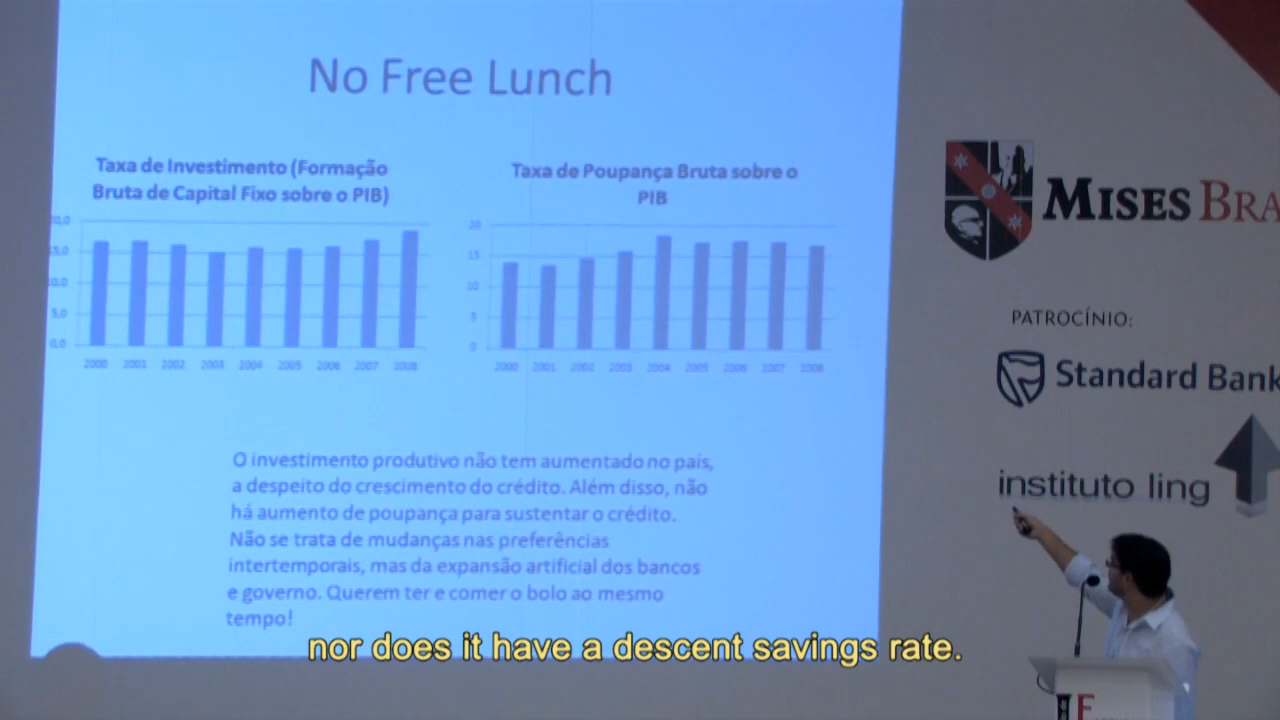 No Free Lunch
Taxa de Investimento (Formação
Bruta de Capital Fixo sobre o PIB)
5,0
0,0
2000 2001 2002 2003 2004 2005 2006 2007 2008
Taxa de Poupança Bruta sobre o
PIB
20
15
10
5
0
2000 2001 2002 2003 2004 2005 2006 2007 2008
O investimento produtivo não tem aumentado no país,
a despeito do crescimento do crédito. Além disso, não
há aumento de poupança para sustentar o crédito.
Não se trata de mudanças nas preferências
intertemporais, mas da expansão artificial dos bancos
e governo. Querem ter e comer o bolo ao mesmo
tempo!
nor does it have a descent savings rate.
MISES BRA
PATROCÍNIO:
Standard Bank
instituto ling